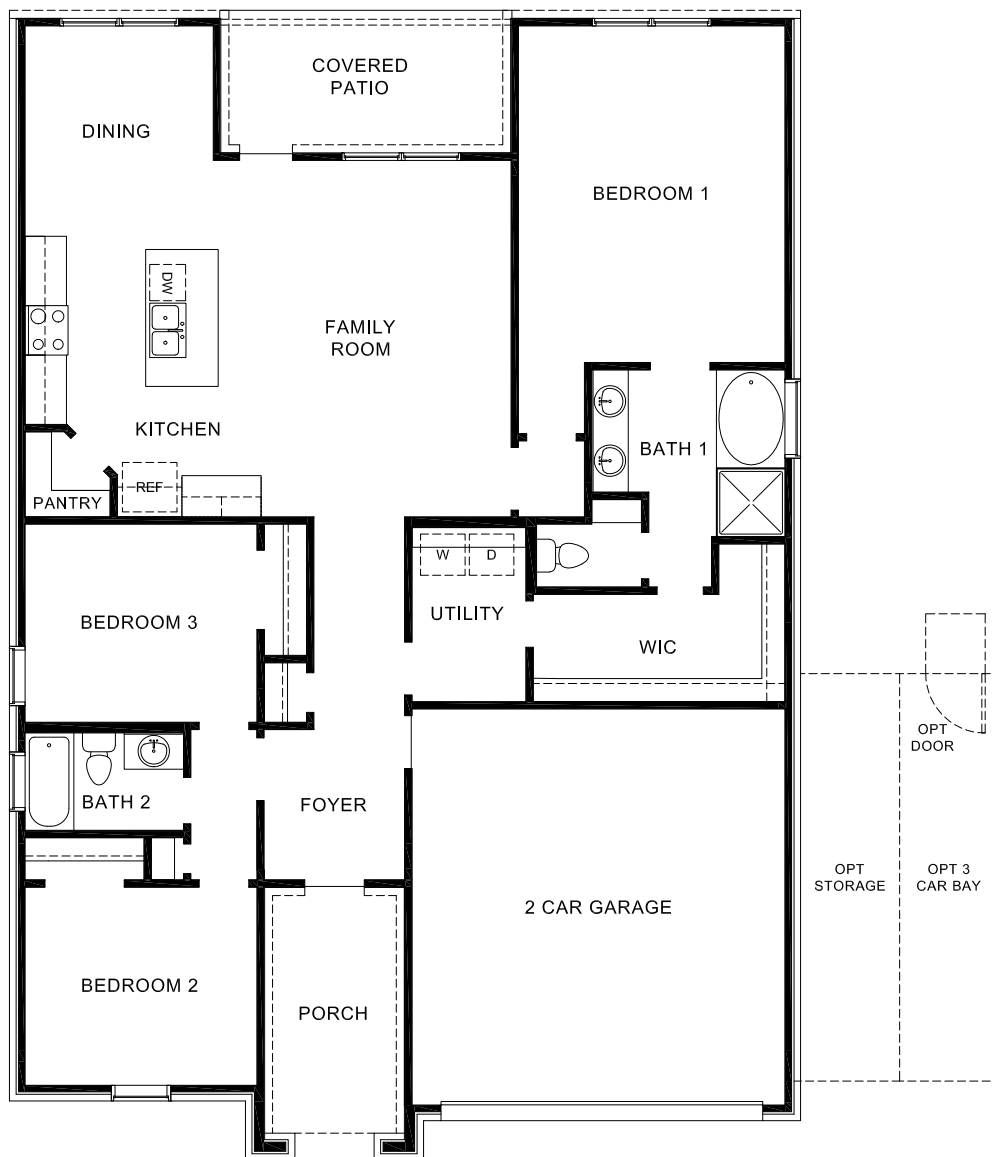 COVERED
PATIO
DINING
BEDROOM 1
DW
FAMILY
ROOM
KITCHEN
BATH 1
PANTRY
REF
W
D
UTILITY
BEDROOM 3
WIC
OPT
DOOR
BATH 2
FOYER
OPT
STORAGE
OPT 3
CAR BAY
2 CAR GARAGE
BEDROOM 2
PORCH